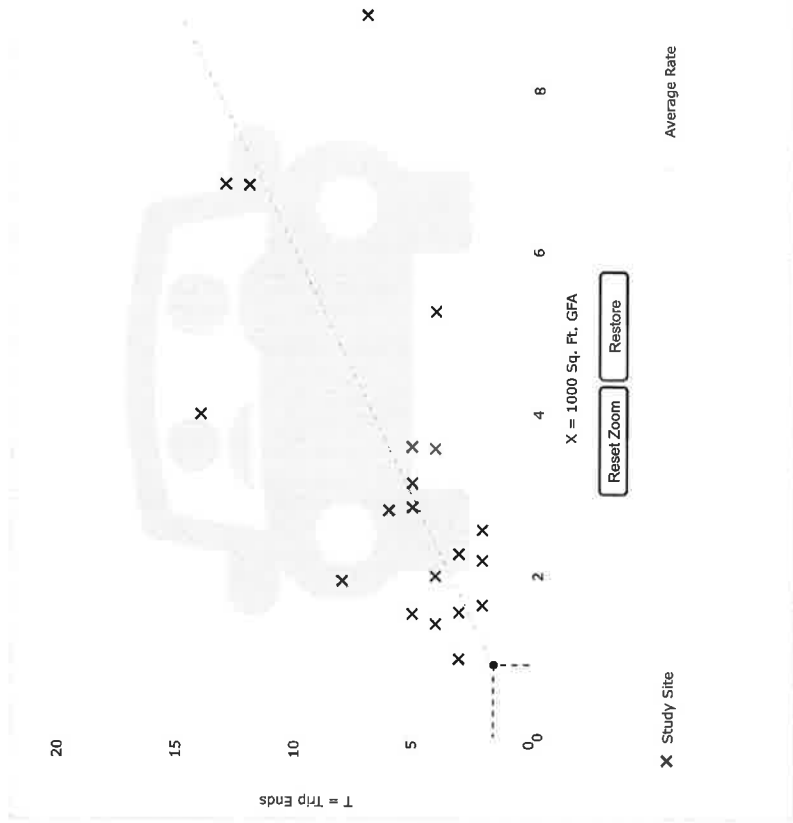 T = Trip Ends
20
15
10
5
0
0
2
4
6
8
X = 1000 Sq. Ft. GFA
Reset Zoom
Restore
Study Site
Average Rate